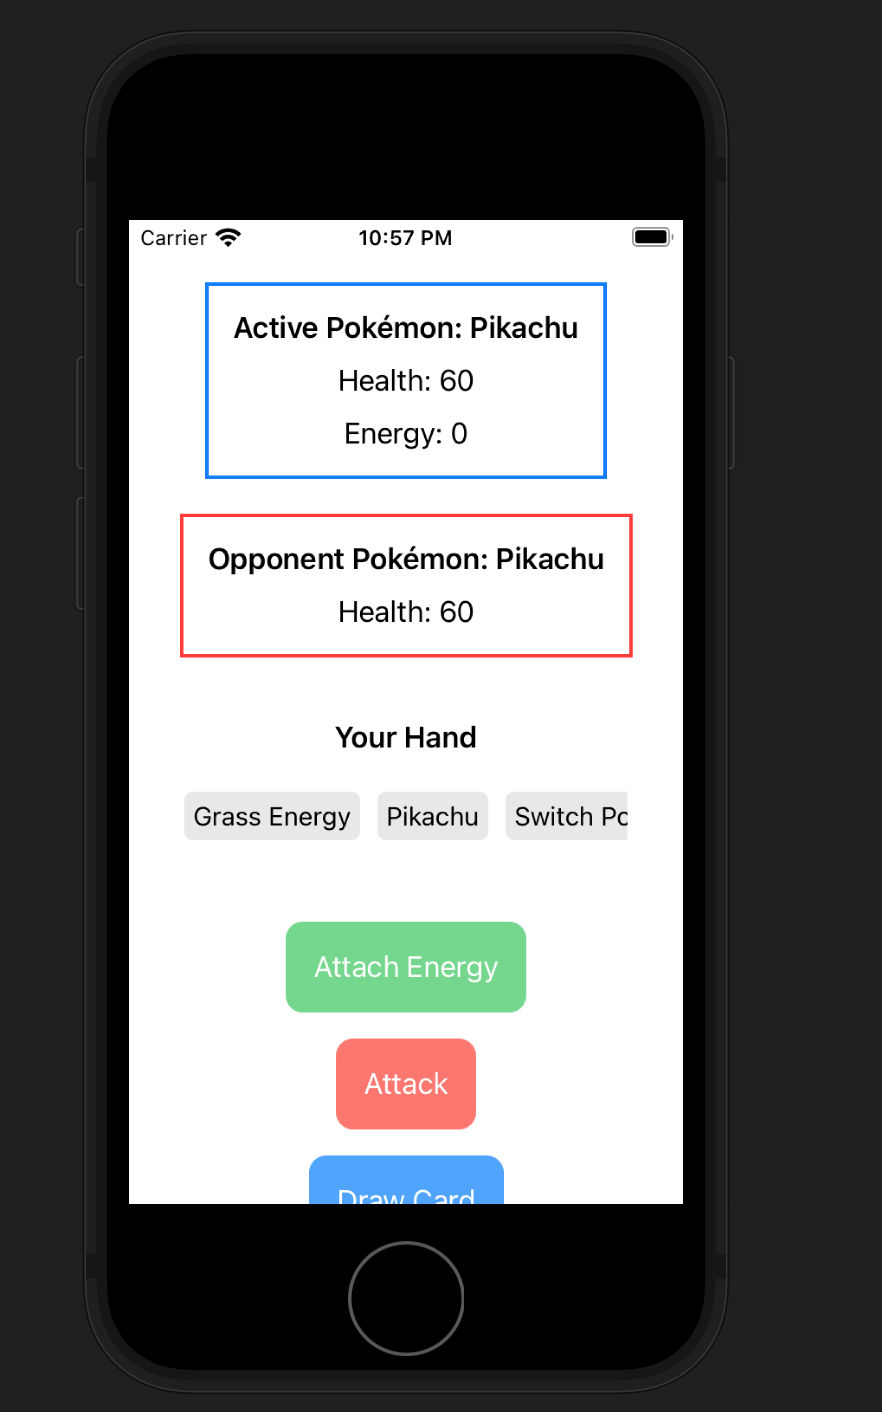 Carrier 10:57 PM
Active Pokémon: Pikachu
Health: 60
Energy: 0
Opponent Pokémon: Pikachu
Health: 60
Your Hand
Grass Energy Pikachu Switch Po
Attach Energy
Attack
Draw Card